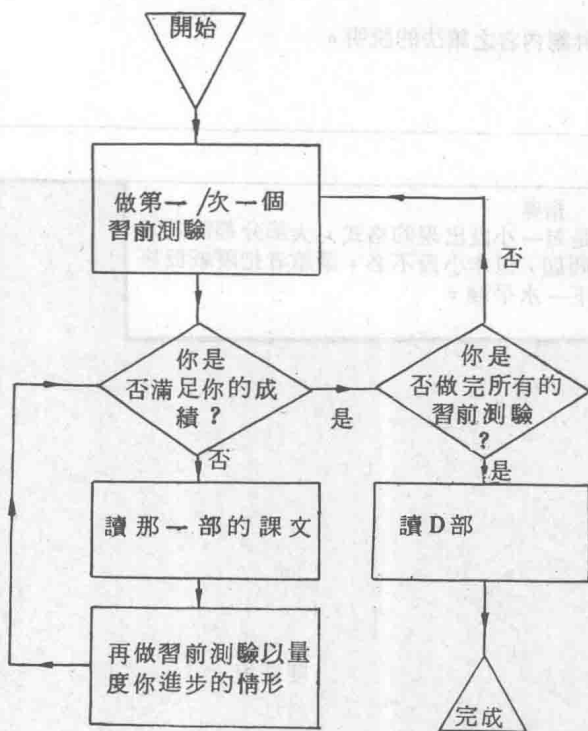 開始
做第一/次一個
習前測驗
否
你是
否滿足你的成
績？
是
你是
否做完所有的
習前測驗
？
否
是
讀那一部的課文
讀D部
再做習前測驗以量
度你進步的情形
完成